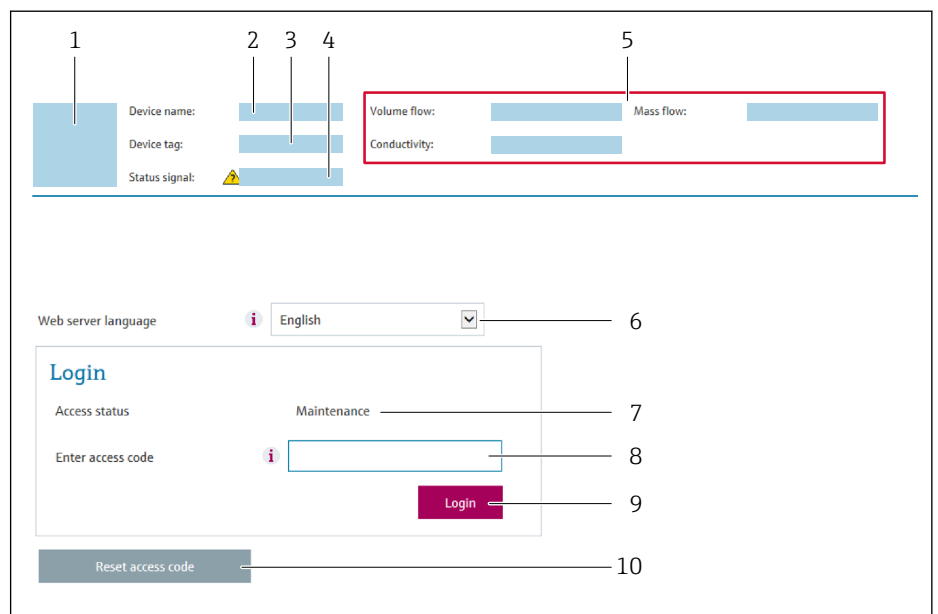 1 2 3 4 5
Device name: Volume flow: Mass flow:
Device tag: Conductivity:
Status signal: ?
Web server language i English 6
Login
Access status Maintenance 7
Enter access code i 8
Login 9
Reset access code 10